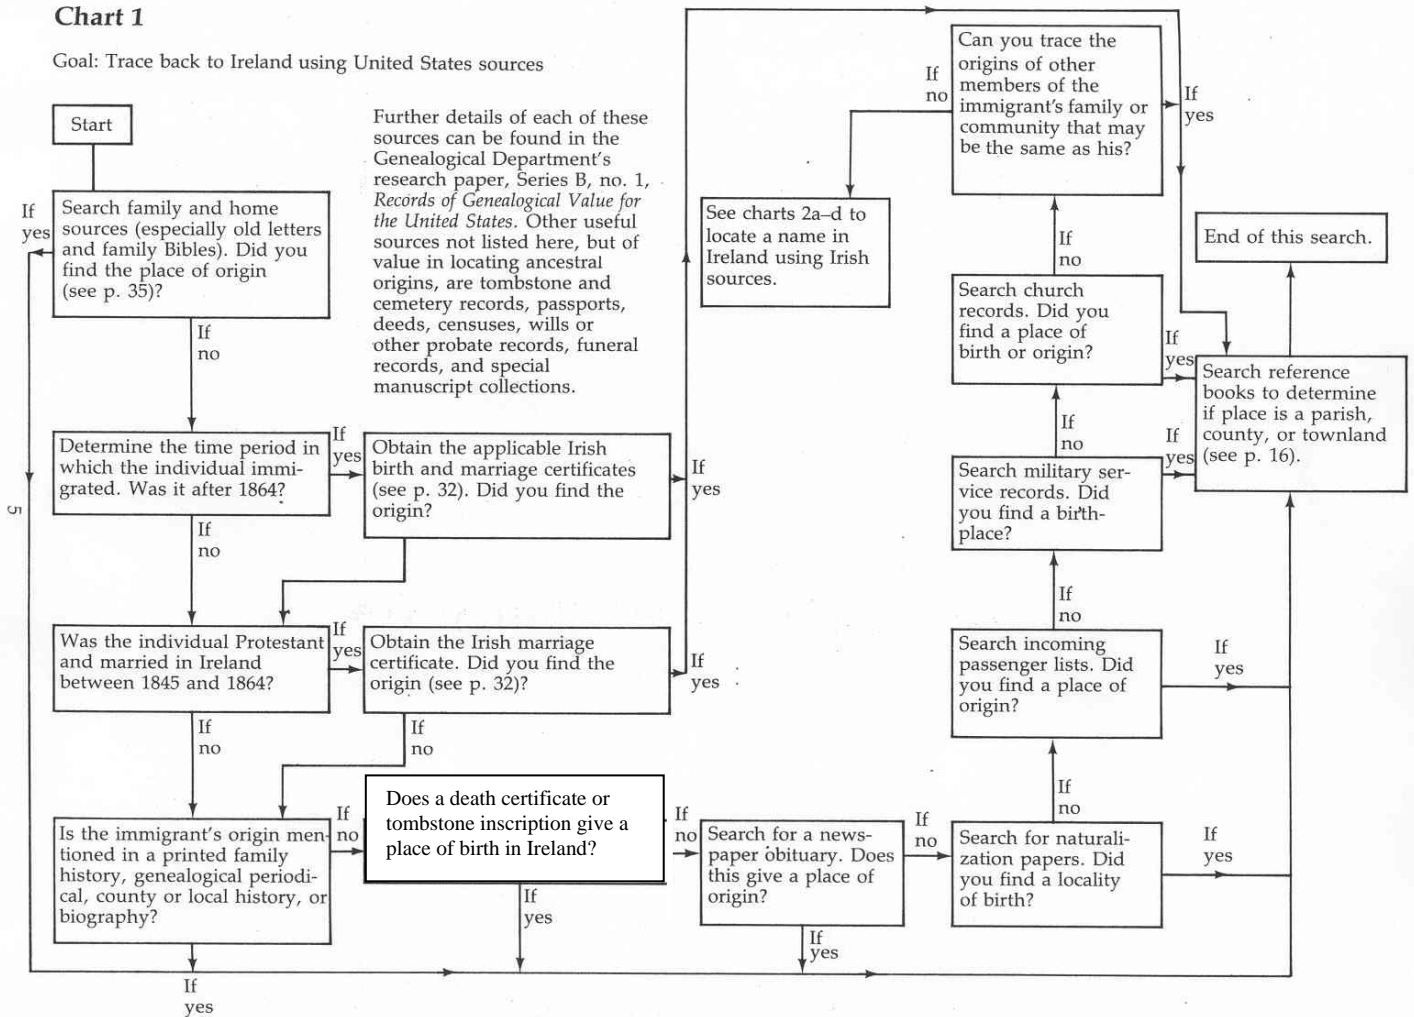 Chart 1
Goal: Trace back to Ireland using United States sources
Start
Further details of each of these
sources can be found in the
Genealogical Department's
research paper, Series B, no. 1,
Records of Genealogical Value for
the United States. Other useful
sources not listed here, but of
value in locating ancestral
origins, are tombstone and
cemetery records, passports,
deeds, censuses, wills or
other probate records, funeral
records, and special
manuscript collections.
If
yes
Search family and home
sources (especially old letters
and family Bibles). Did you
find the place of origin
(see p. 35)?
If
no
Determine the time period in
which the individual immi-
grated. Was it after 1864?
If
yes
Obtain the applicable Irish
birth and marriage certificates
(see p. 32). Did you find the
origin?
If
yes
If
no
5
Was the individual Protestant
and married in Ireland
between 1845 and 1864?
If
yes
Obtain the Irish marriage
certificate. Did you find the
origin (see p. 32)?
If
yes
If
no
If
no
Is the immigrant's origin men-
tioned in a printed family
history, genealogical periodi-
cal, county or local history, or
biography?
If
no
If
yes
Does a death certificate or
tombstone inscription give a
place of birth in Ireland?
If
no
If
yes
Search for a news-
paper obituary. Does
this give a place of
origin?
If
no
If
yes
Search for naturali-
zation papers. Did
you find a locality
of birth?
If
yes
If
no
Search incoming
passenger lists. Did
you find a place of
origin?
If
yes
If
no
Search military ser-
vice records. Did
you find a birth-
place?
If
yes
If
no
Search church
records. Did you
find a place of
birth or origin?
If
yes
If
no
Can you trace the
origins of other
members of the
immigrant's family or
community that may
be the same as his?
If
yes
If
no
See charts 2a–d to
locate a name in
Ireland using Irish
sources.
Search reference
books to determine
if place is a parish,
county, or townland
(see p. 16).
End of this search.